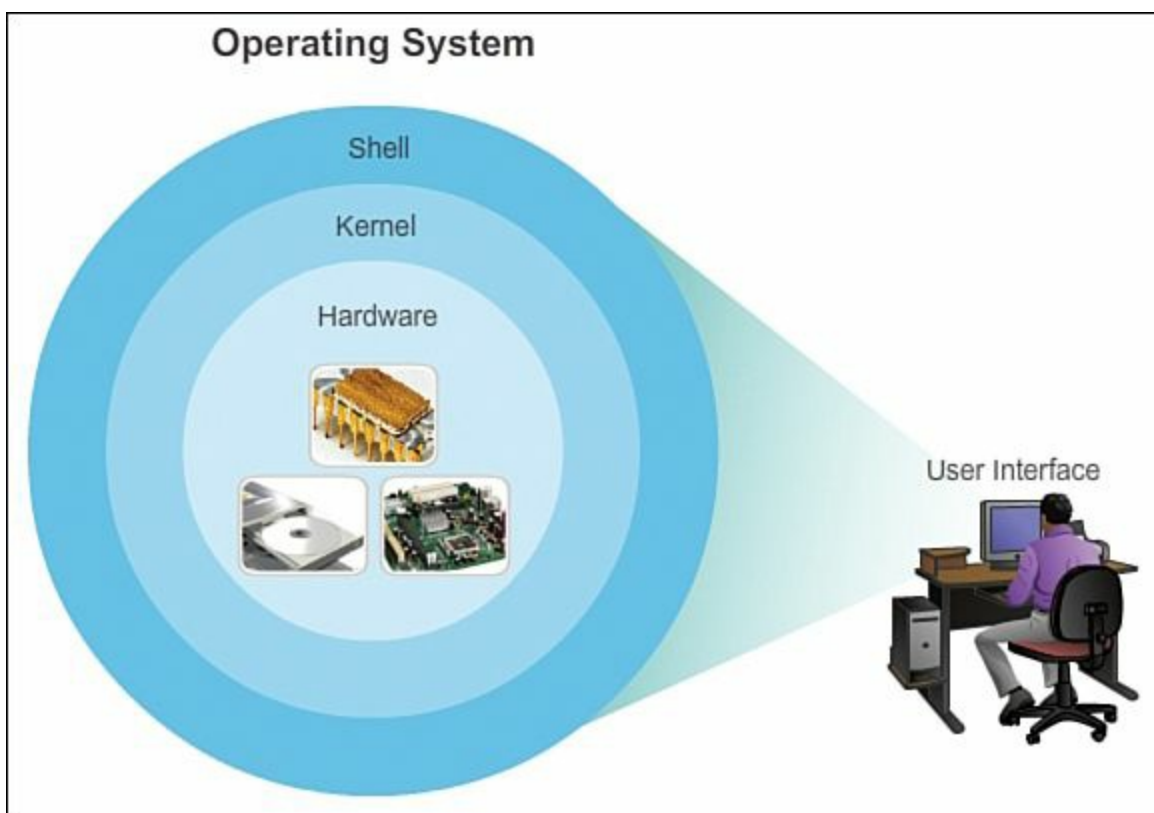 Operating System
Shell
Kernel
Hardware
User Interface